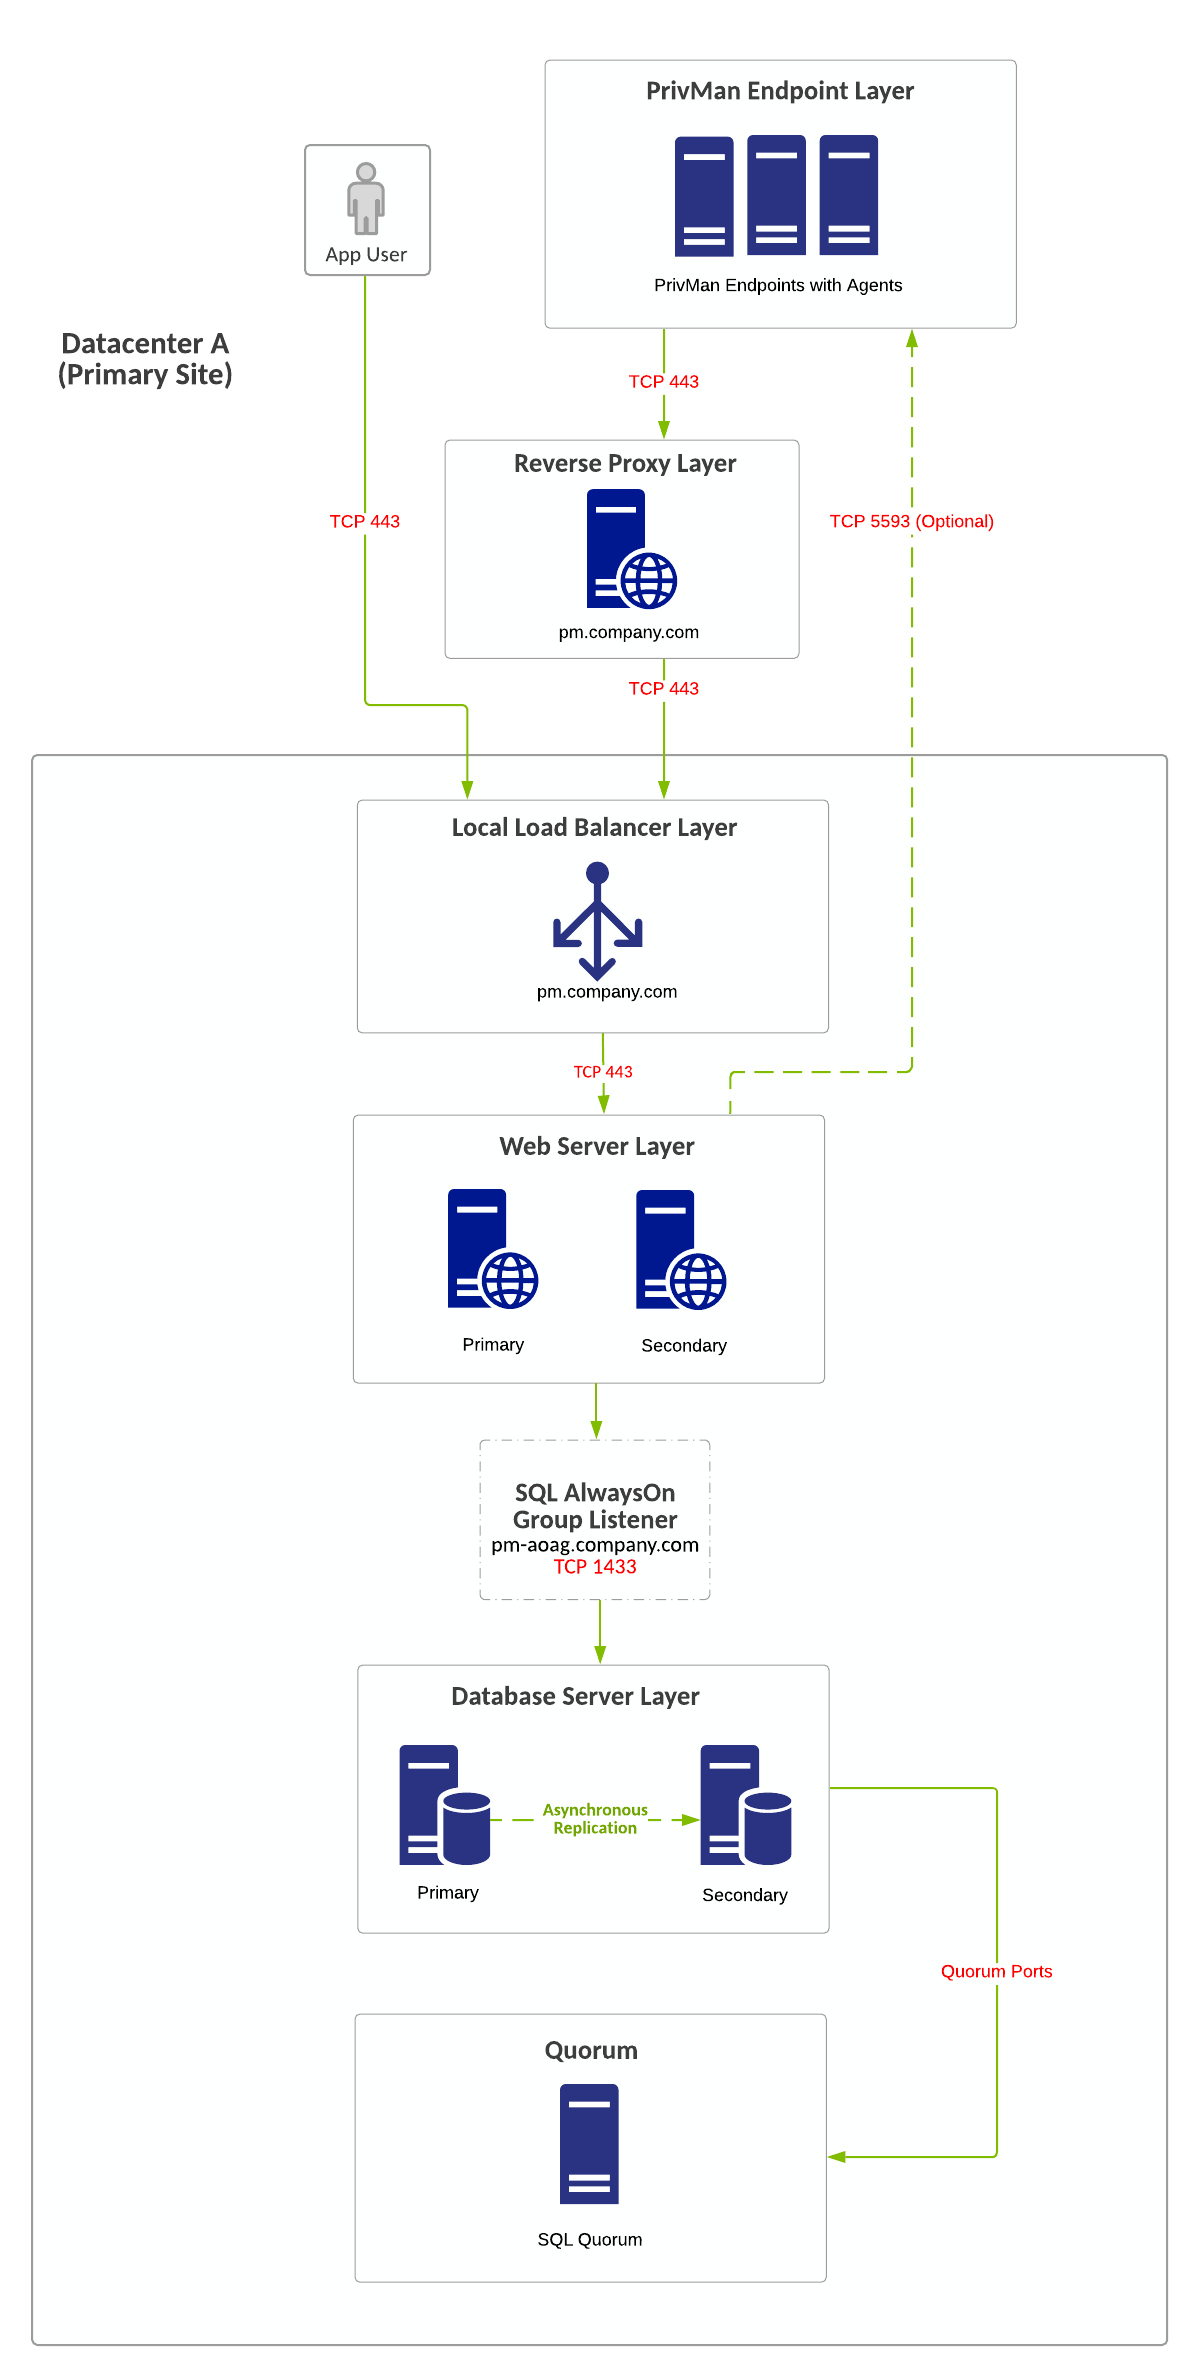 PrivMan Endpoint Layer
PrivMan Endpoints with Agents
App User
Datacenter A
(Primary Site)
TCP 443
Reverse Proxy Layer
pm.company.com
TCP 443
TCP 5593 (Optional)
TCP 443
Local Load Balancer Layer
pm.company.com
TCP 443
Web Server Layer
Primary
Secondary
SQL AlwaysOn
Group Listener
pm-aoag.company.com
TCP 1433
Database Server Layer
Asynchronous
Replication
Primary
Secondary
Quorum Ports
Quorum
SQL Quorum